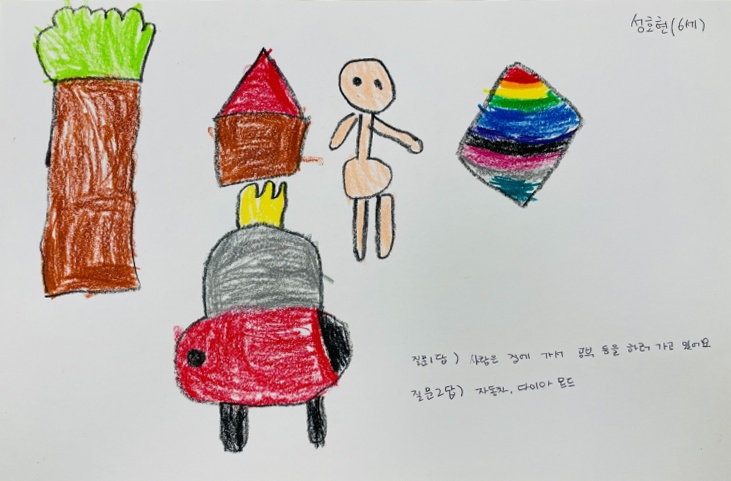 성호현(6세)
질문1답) 사람은 집에 가서 공부 등을 하러 가고 있어요
질문2답) 자동차, 다이아몬드